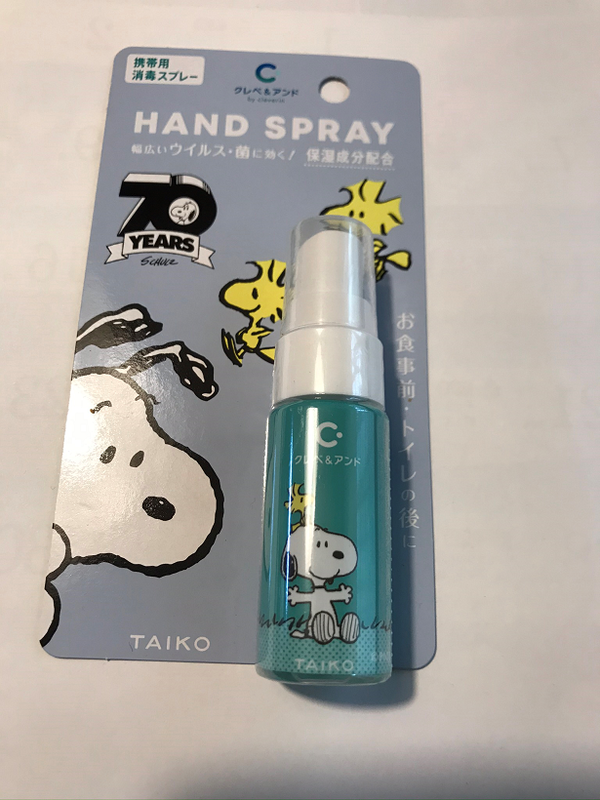 携帯用
消毒スプレー
クレベ&アンド
by cleverin
HAND SPRAY
幅広いウイルス・菌に効く! 保湿成分配合
70
YEARS
SCHULZ
お食事前・トイレの後に
クレベ&アンド
TAIKO
TAIKO